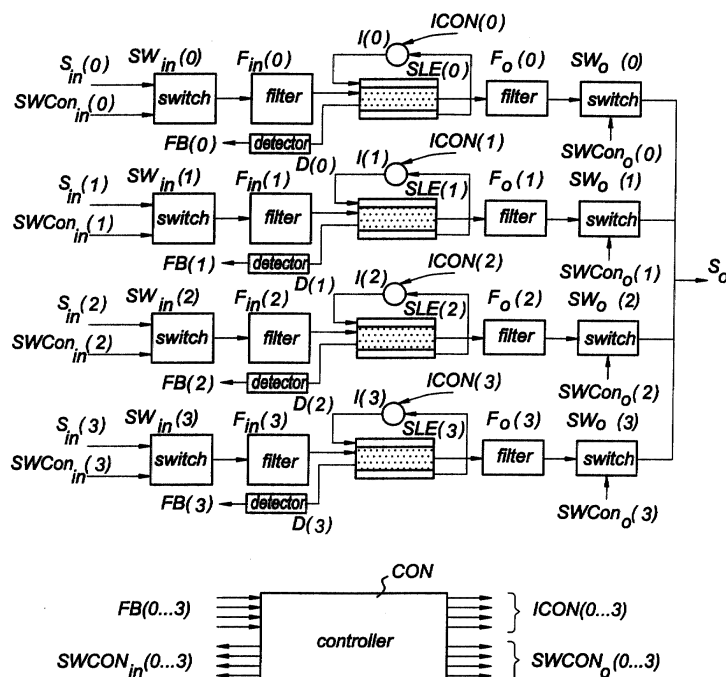 ICON(0)
I(0)
S_in(0) SW_in(0) F_in(0) SLE(0) F_o(0) SW_o (0)
SWCon_in(0) switch filter filter switch
FB(0) detector D(0) SWCon_o(0)
ICON(1)
I(1)
S_in(1) SW_in(1) F_in(1) SLE(1) F_o(1) SW_o (1)
SWCon_in(1) switch filter filter switch
FB(1) detector D(1) SWCon_o(1)
S_o
ICON(2)
I(2)
S_in(2) SW_in(2) F_in(2) SLE(2) F_o(2) SW_o (2)
SWCon_in(2) switch filter filter switch
FB(2) detector D(2) SWCon_o(2)
ICON(3)
I(3)
S_in(3) SW_in(3) F_in(3) SLE(3) F_o(3) SW_o (3)
SWCon_in(3) switch filter filter switch
FB(3) detector D(3) SWCon_o(3)
CON
FB(0...3) ICON(0...3)
controller
SWCON_in(0...3) SWCON_o(0...3)